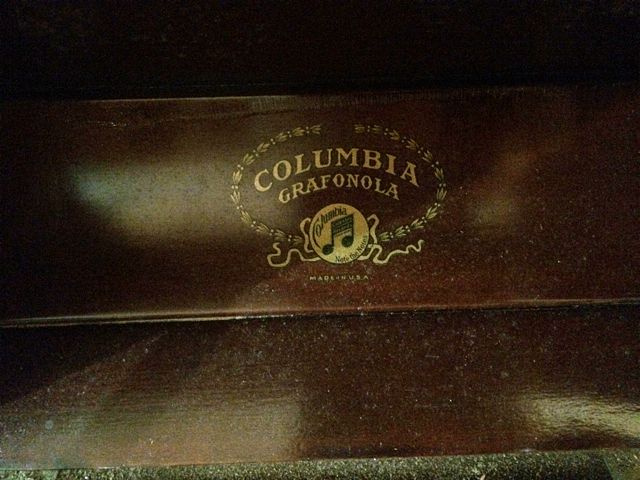 COLUMBIA
GRAFONOLA
Columbia
Note the Notes
MADE IN U.S.A.